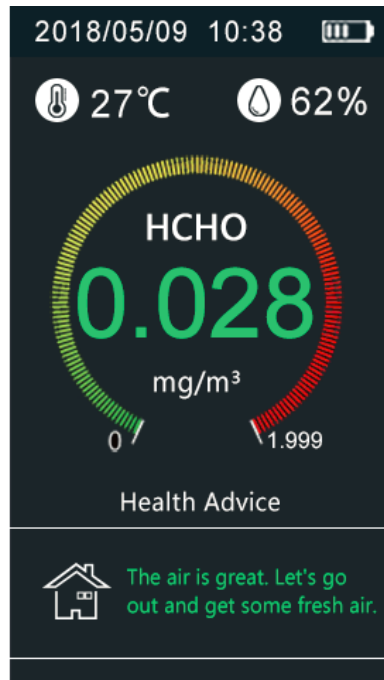 2018/05/09 10:38
27℃ 62%
HCHO
0.028
mg/m³
0 1.999
Health Advice
The air is great. Let's go
out and get some fresh air.